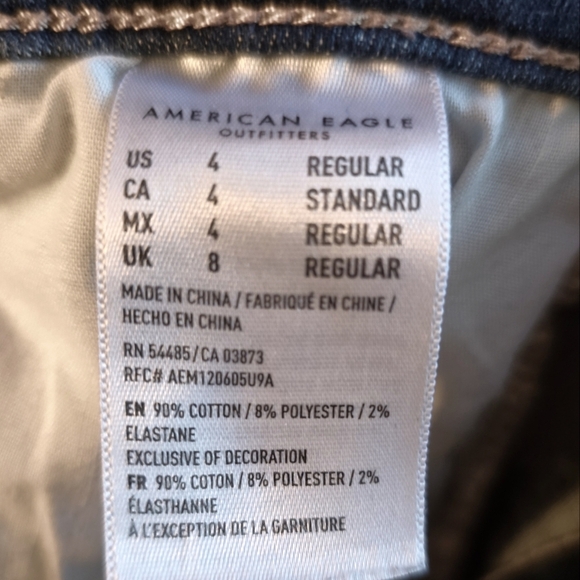 AMERICAN EAGLE
OUTFITTERS
US 4 REGULAR
CA 4 STANDARD
MX 4 REGULAR
UK 8 REGULAR
MADE IN CHINA / FABRIQUÉ EN CHINE /
HECHO EN CHINA
RN 54485/CA 03873
RFC# AEM120605U9A
EN 90% COTTON / 8% POLYESTER / 2%
ELASTANE
EXCLUSIVE OF DECORATION
FR 90% COTON / 8% POLYESTER / 2%
ÉLASTHANNE
À L'EXCEPTION DE LA GARNITURE